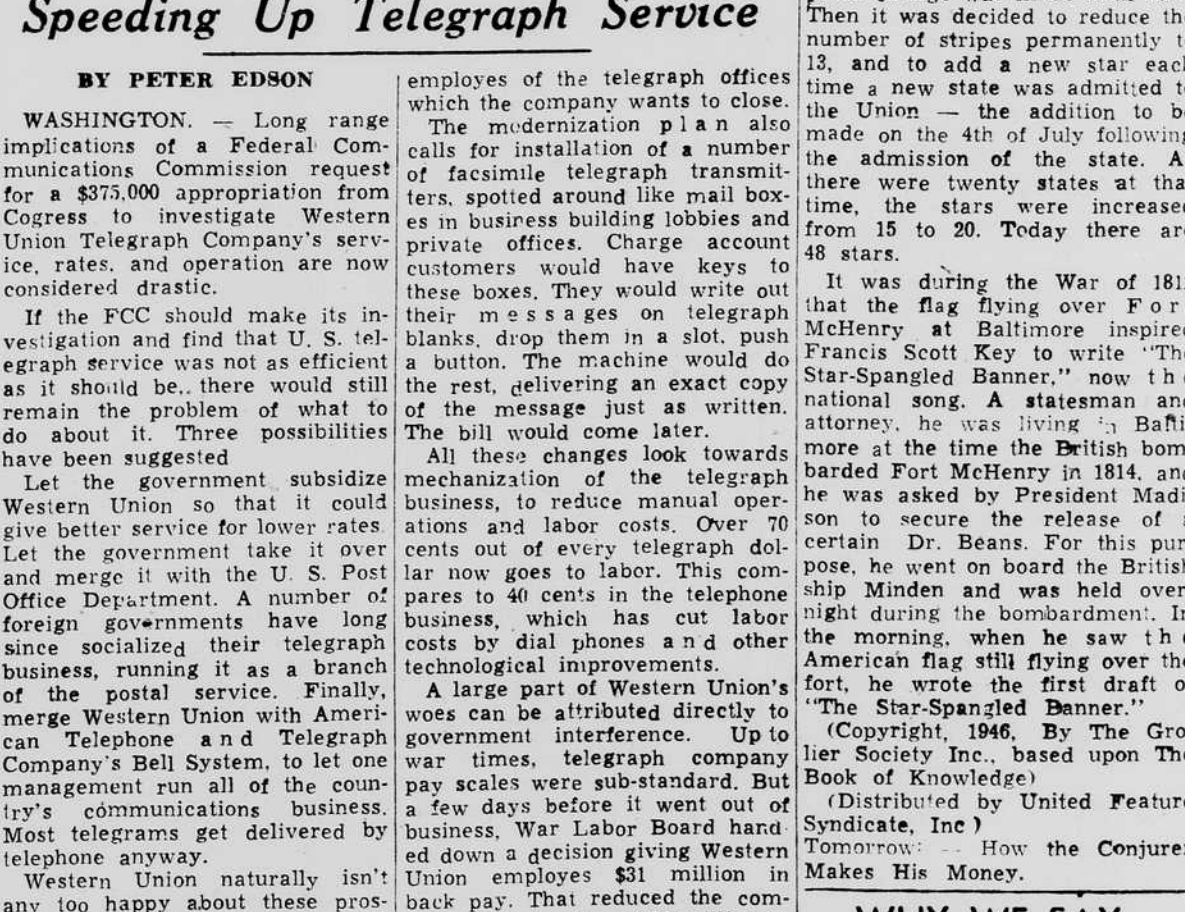 Speeding Up Telegraph Service
BY PETER EDSON
WASHINGTON. — Long range
implications of a Federal Com-
munications Commission request
for a $375,000 appropriation from
Cogress to investigate Western
Union Telegraph Company's serv-
ice, rates. and operation are now
considered drastic.
If the FCC should make its in-
vestigation and find that U. S. tel-
egraph service was not as efficient
as it should be,. there would still
remain the problem of what to
do about it. Three possibilities
have been suggested
Let the government subsidize
Western Union so that it could
give better service for lower rates.
Let the government take it over
and merge it with the U. S. Post
Office Department. A number of
foreign governments have long
since socialized their telegraph
business, running it as a branch
of the postal service. Finally,
merge Western Union with Ameri-
can Telephone and Telegraph
Company's Bell System, to let one
management run all of the coun-
try's communications business.
Most telegrams get delivered by
telephone anyway.
Western Union naturally isn't
any too happy about these pros-
employes of the telegraph offices
which the company wants to close.
The modernization plan also
calls for installation of a number
of facsimile telegraph transmit-
ters, spotted around like mail box-
es in business building lobbies and
private offices. Charge account
customers would have keys to
these boxes. They would write out
their messages on telegraph
blanks, drop them in a slot, push
a button. The machine would do
the rest, delivering an exact copy
of the message just as written.
The bill would come later.
All these changes look towards
mechanization of the telegraph
business, to reduce manual oper-
ations and labor costs. Over 70
cents out of every telegraph dol-
lar now goes to labor. This com-
pares to 40 cents in the telephone
business, which has cut labor
costs by dial phones and other
technological improvements.
A large part of Western Union's
woes can be attributed directly to
government interference. Up to
war times, telegraph company
pay scales were sub-standard. But
a few days before it went out of
business, War Labor Board hand-
ed down a decision giving Western
Union employes $31 million in
back pay. That reduced the com-
Then it was decided to reduce th
number of stripes permanently t
13, and to add a new star eac
time a new state was admitted t
the Union — the addition to b
made on the 4th of July following
the admission of the state. A
there were twenty states at tha
time, the stars were increase
from 15 to 20. Today there ar
48 stars.
It was during the War of 181
that the flag flying over For
McHenry at Baltimore inspire
Francis Scott Key to write "Th
Star-Spangled Banner," now th
national song. A statesman an
attorney, he was living in Balti
more at the time the British bom
barded Fort McHenry in 1814, an
he was asked by President Madi
son to secure the release of
certain Dr. Beans. For this pur
pose, he went on board the Britis
ship Minden and was held over
night during the bombardment. I
the morning, when he saw th
American flag still flying over th
fort, he wrote the first draft o
"The Star-Spangled Banner."
(Copyright, 1946, By The Gro
lier Society Inc., based upon Th
Book of Knowledge)
(Distributed by United Featur
Syndicate, Inc )
Tomorrow: -- How the Conjure
Makes His Money.